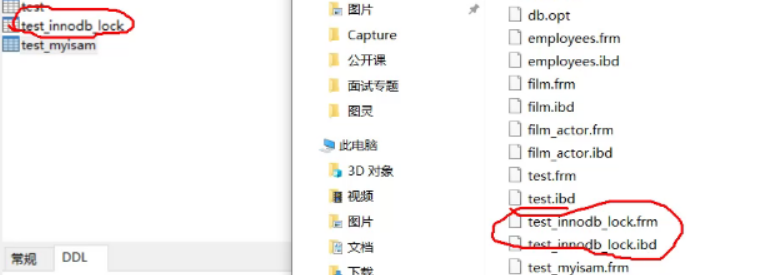 test
test_innodb_lock
test_myisam
常规
DDL
图片
Capture
公开课
面试专题
图灵
此电脑
3D 对象
视频
图片
文档
下载
db.opt
employees.frm
employees.ibd
film.frm
film.ibd
film_actor.frm
film_actor.ibd
test.frm
test.ibd
test_innodb_lock.frm
test_innodb_lock.ibd
test_myisam.frm